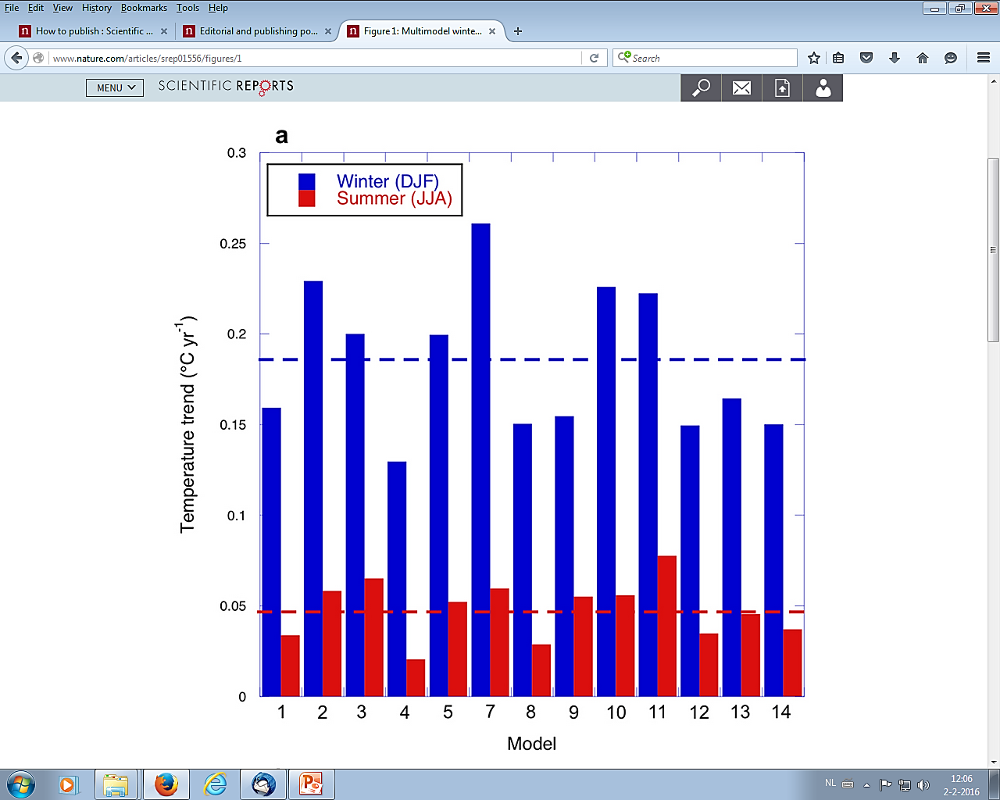 File Edit View History Bookmarks Tools Help
n How to publish : Scientific ... n Editorial and publishing po... n Figure 1: Multimodel winte...
www.nature.com/articles/srep01556/figures/1 Search
MENU SCIENTIFIC REPORTS
a
0.3
Winter (DJF)
Summer (JJA)
0.25
0.2
0.15
0.1
0.05
0
Temperature trend (°C yr⁻¹)
1 2 3 4 5 7 8 9 10 11 12 13 14
Model
NL 12:06
2-2-2016